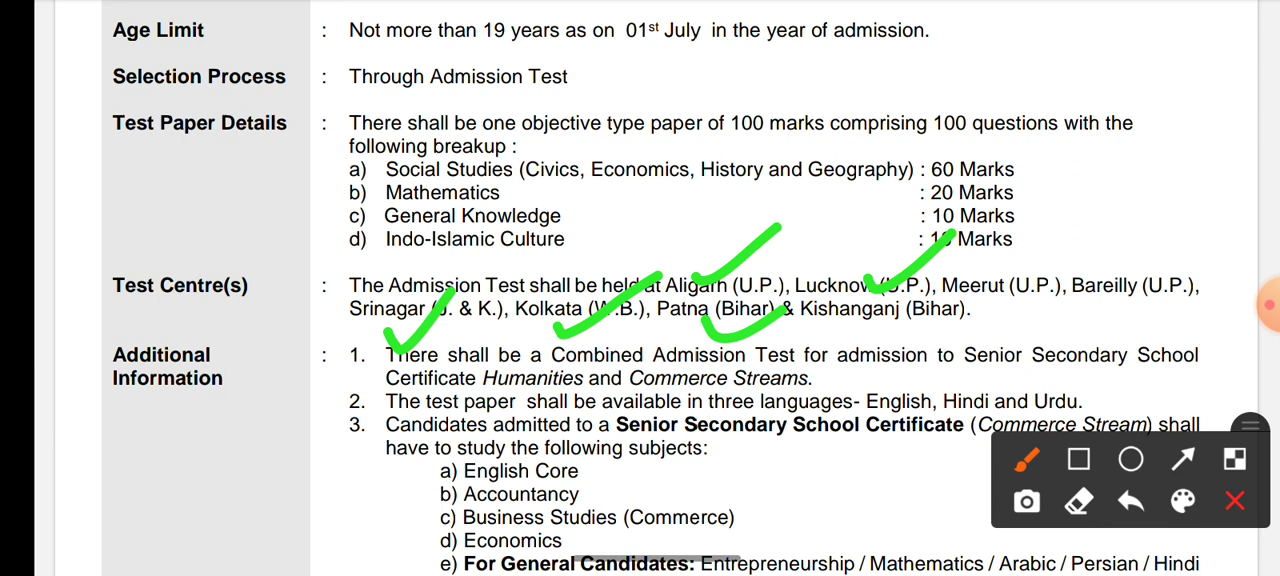 Age Limit : Not more than 19 years as on 01st July in the year of admission.
Selection Process : Through Admission Test
Test Paper Details : There shall be one objective type paper of 100 marks comprising 100 questions with the
following breakup :
a) Social Studies (Civics, Economics, History and Geography) : 60 Marks
b) Mathematics : 20 Marks
c) General Knowledge : 10 Marks
d) Indo-Islamic Culture : 10 Marks
Test Centre(s) : The Admission Test shall be held at Aligarh (U.P.), Lucknow (U.P.), Meerut (U.P.), Bareilly (U.P.),
Srinagar (J. & K.), Kolkata (W.B.), Patna (Bihar) & Kishanganj (Bihar).
Additional : 1. There shall be a Combined Admission Test for admission to Senior Secondary School
Information Certificate Humanities and Commerce Streams.
2. The test paper shall be available in three languages- English, Hindi and Urdu.
3. Candidates admitted to a Senior Secondary School Certificate (Commerce Stream) shall
have to study the following subjects:
a) English Core
b) Accountancy
c) Business Studies (Commerce)
d) Economics
e) For General Candidates: Entrepreneurship / Mathematics / Arabic / Persian / Hindi